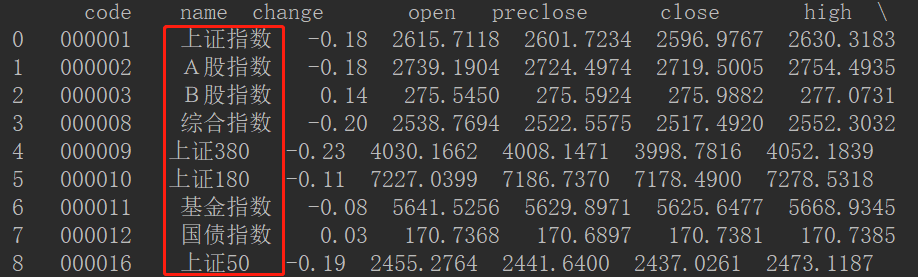 code name change open preclose close high \
0 000001 上证指数 -0.18 2615.7118 2601.7234 2596.9767 2630.3183
1 000002 Ａ股指数 -0.18 2739.1904 2724.4974 2719.5005 2754.4935
2 000003 Ｂ股指数 0.14 275.5450 275.5924 275.9882 277.0731
3 000008 综合指数 -0.20 2538.7694 2522.5575 2517.4920 2552.3032
4 000009 上证380 -0.23 4030.1662 4008.1471 3998.7816 4052.1839
5 000010 上证180 -0.11 7227.0399 7186.7370 7178.4900 7278.5318
6 000011 基金指数 -0.08 5641.5256 5629.8971 5625.6477 5668.9345
7 000012 国债指数 0.03 170.7368 170.6897 170.7381 170.7385
8 000016 上证50 -0.19 2455.2764 2441.6400 2437.0261 2473.1187